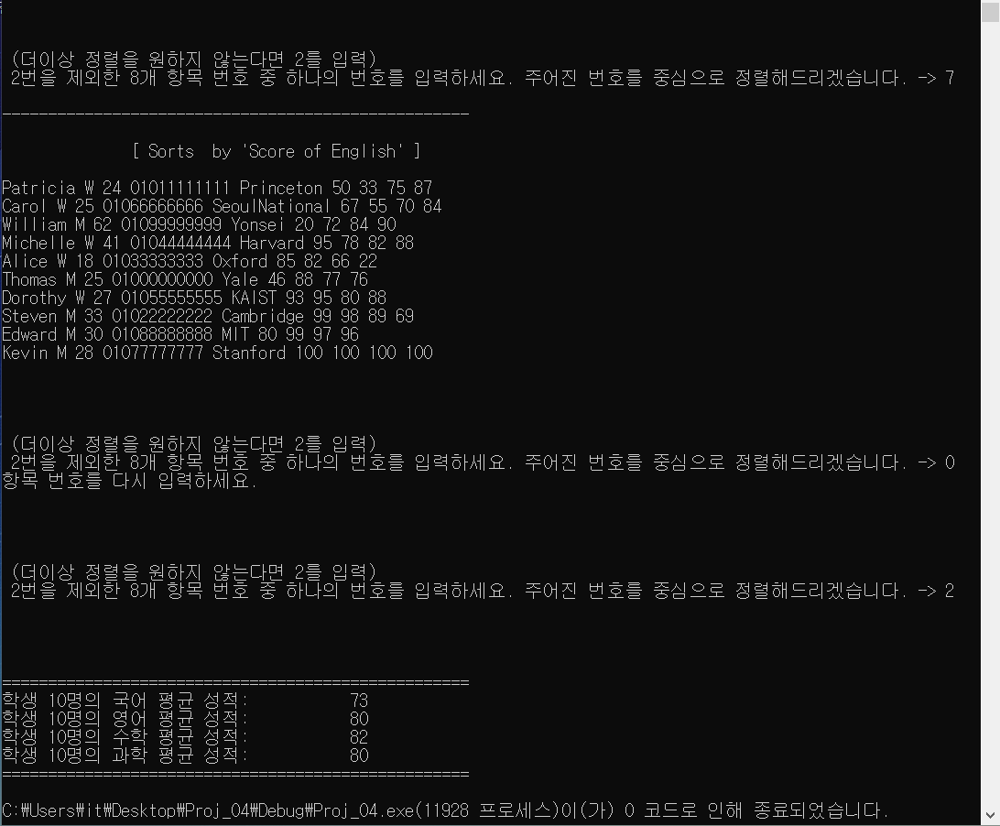 (더이상 정렬을 원하지 않는다면 2를 입력)
2번을 제외한 8개 항목 번호 중 하나의 번호를 입력하세요. 주어진 번호를 중심으로 정렬해드리겠습니다. -> 7
---------------------------------------------------
[ Sorts  by 'Score of English' ]
Patricia W 24 01011111111 Princeton 50 33 75 87
Carol W 25 01066666666 SeoulNational 67 55 70 84
William M 62 01099999999 Yonsei 20 72 84 90
Michelle W 41 01044444444 Harvard 95 78 82 88
Alice W 18 01033333333 Oxford 85 82 66 22
Thomas M 25 01000000000 Yale 46 88 77 76
Dorothy W 27 01055555555 KAIST 93 95 80 88
Steven M 33 01022222222 Cambridge 99 98 89 69
Edward M 30 01088888888 MIT 80 99 97 96
Kevin M 28 01077777777 Stanford 100 100 100 100
(더이상 정렬을 원하지 않는다면 2를 입력)
2번을 제외한 8개 항목 번호 중 하나의 번호를 입력하세요. 주어진 번호를 중심으로 정렬해드리겠습니다. -> 0
항목 번호를 다시 입력하세요.
(더이상 정렬을 원하지 않는다면 2를 입력)
2번을 제외한 8개 항목 번호 중 하나의 번호를 입력하세요. 주어진 번호를 중심으로 정렬해드리겠습니다. -> 2
===================================================
학생 10명의 국어 평균 성적: 73
학생 10명의 영어 평균 성적: 80
학생 10명의 수학 평균 성적: 82
학생 10명의 과학 평균 성적: 80
===================================================
C:₩Users₩it₩Desktop₩Proj_04₩Debug₩Proj_04.exe(11928 프로세스)이(가) 0 코드로 인해 종료되었습니다.